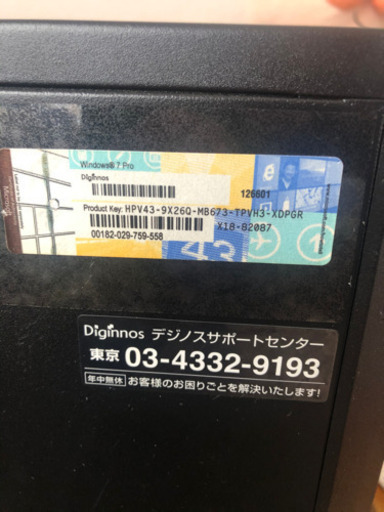 Windows® 7 Pro
Diginnos
126601
Product Key: HPV43-9X26Q-MB673-TPVH3-XDPGR
X18-82087
00182-029-759-558
Diginnos デジノスサポートセンター
東京 03-4332-9193
年中無休 お客様のお困りごとを解決いたします!